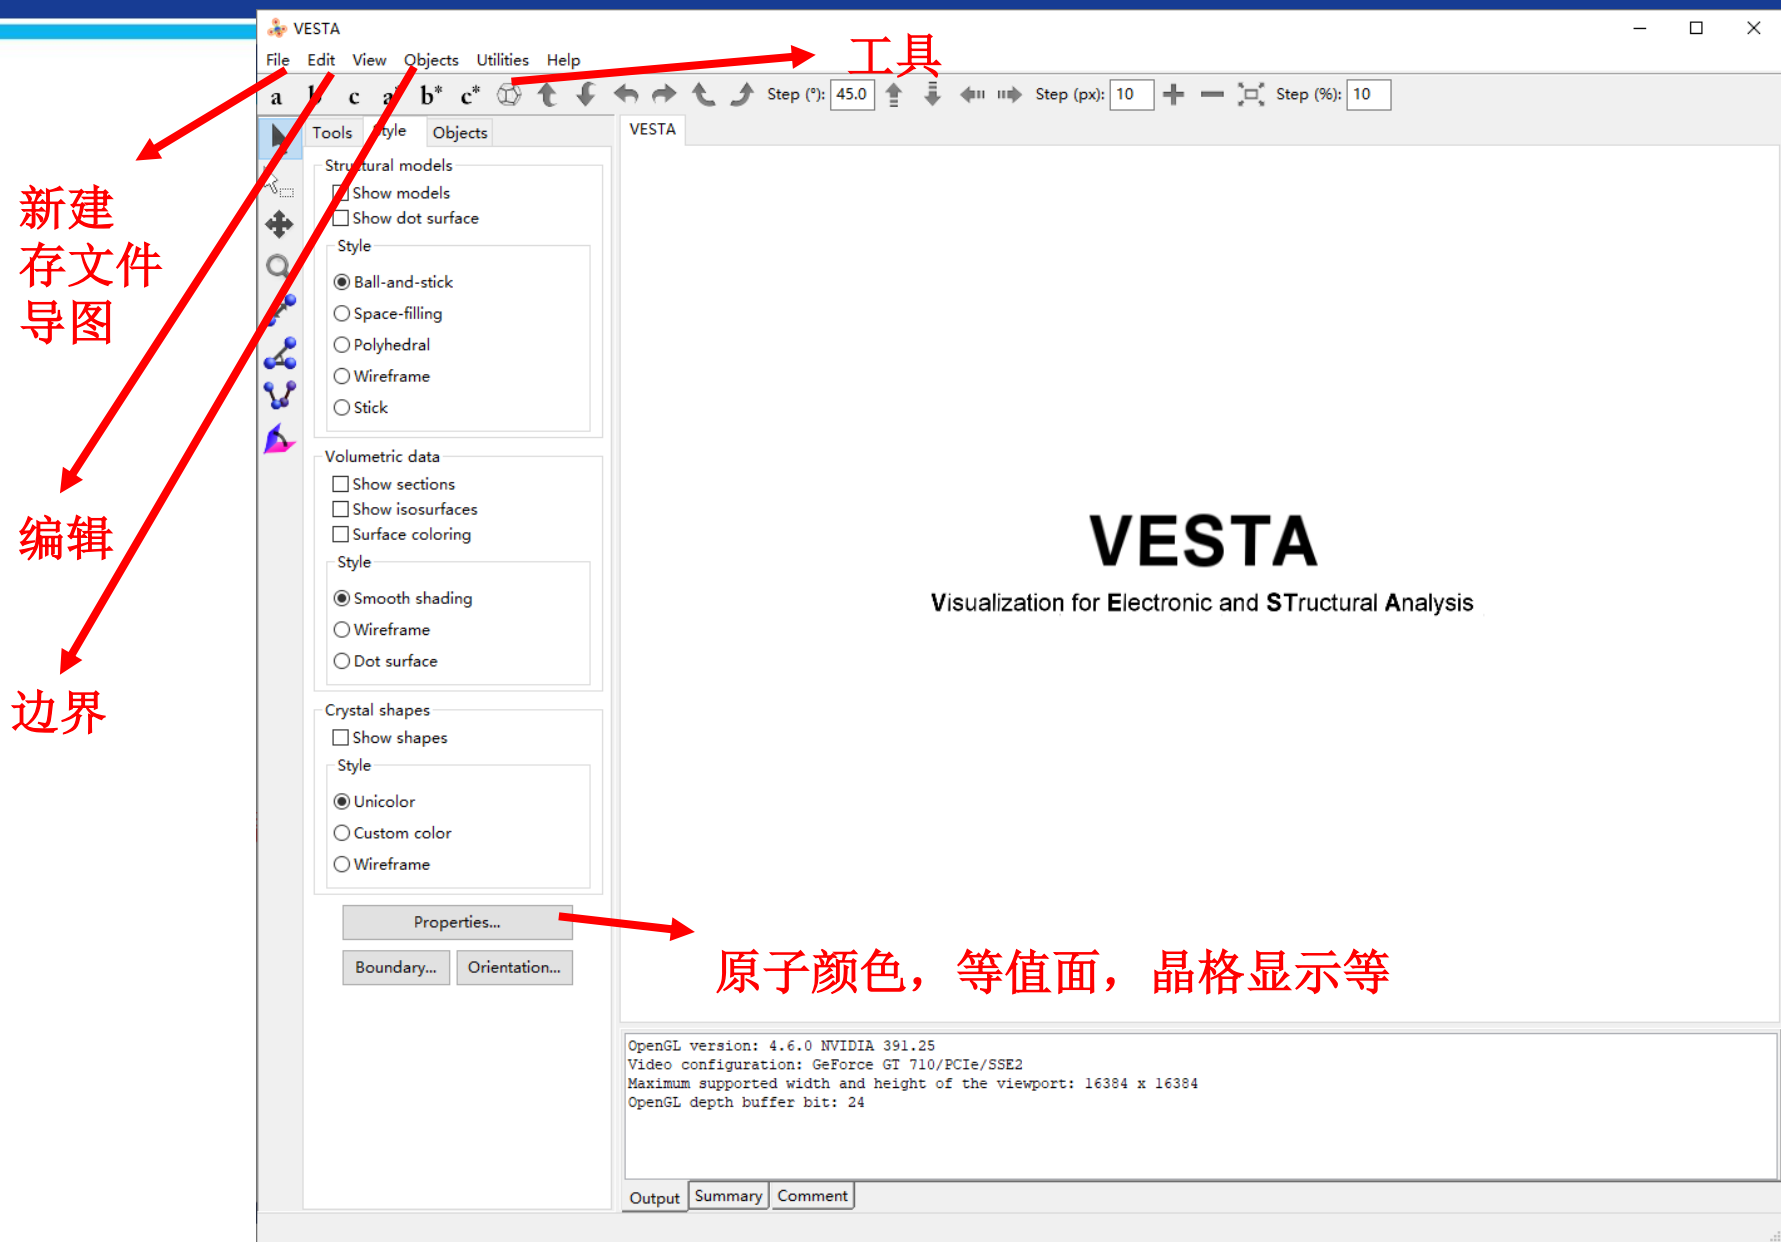 VESTA
File Edit View Objects Utilities Help
工具
a b c a* b* c* Step (°): 45.0 Step (px): 10 Step (%): 10
Tools Style Objects
VESTA
Structural models
Show models
Show dot surface
Style
Ball-and-stick
Space-filling
Polyhedral
Wireframe
Stick
Volumetric data
Show sections
Show isosurfaces
Surface coloring
Style
Smooth shading
Wireframe
Dot surface
Crystal shapes
Show shapes
Style
Unicolor
Custom color
Wireframe
Properties...
Boundary... Orientation...
新建
存文件
导图
编辑
边界
VESTA
Visualization for Electronic and STructural Analysis
原子颜色，等值面，晶格显示等
OpenGL version: 4.6.0 NVIDIA 391.25
Video configuration: GeForce GT 710/PCIe/SSE2
Maximum supported width and height of the viewport: 16384 x 16384
OpenGL depth buffer bit: 24
Output Summary Comment